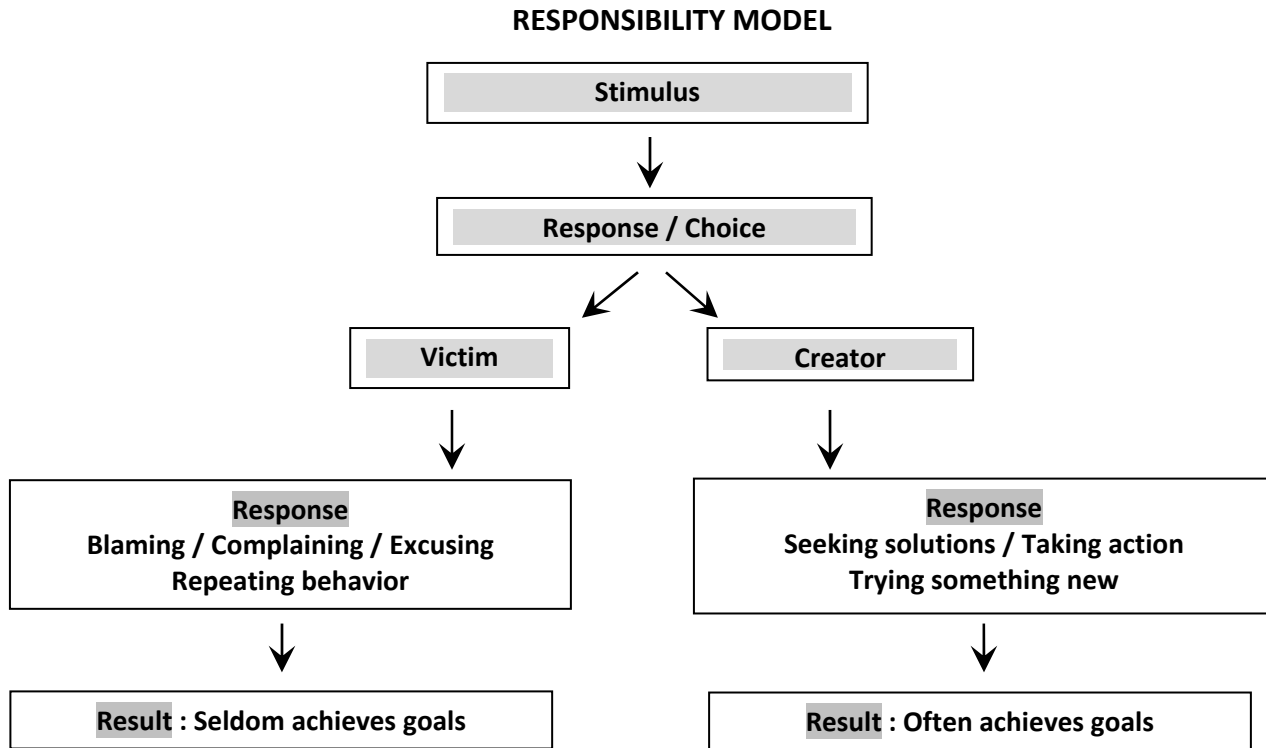 RESPONSIBILITY MODEL
Stimulus
Response / Choice
Victim
Creator
Response
Blaming / Complaining / Excusing
Repeating behavior
Response
Seeking solutions / Taking action
Trying something new
Result : Seldom achieves goals
Result : Often achieves goals